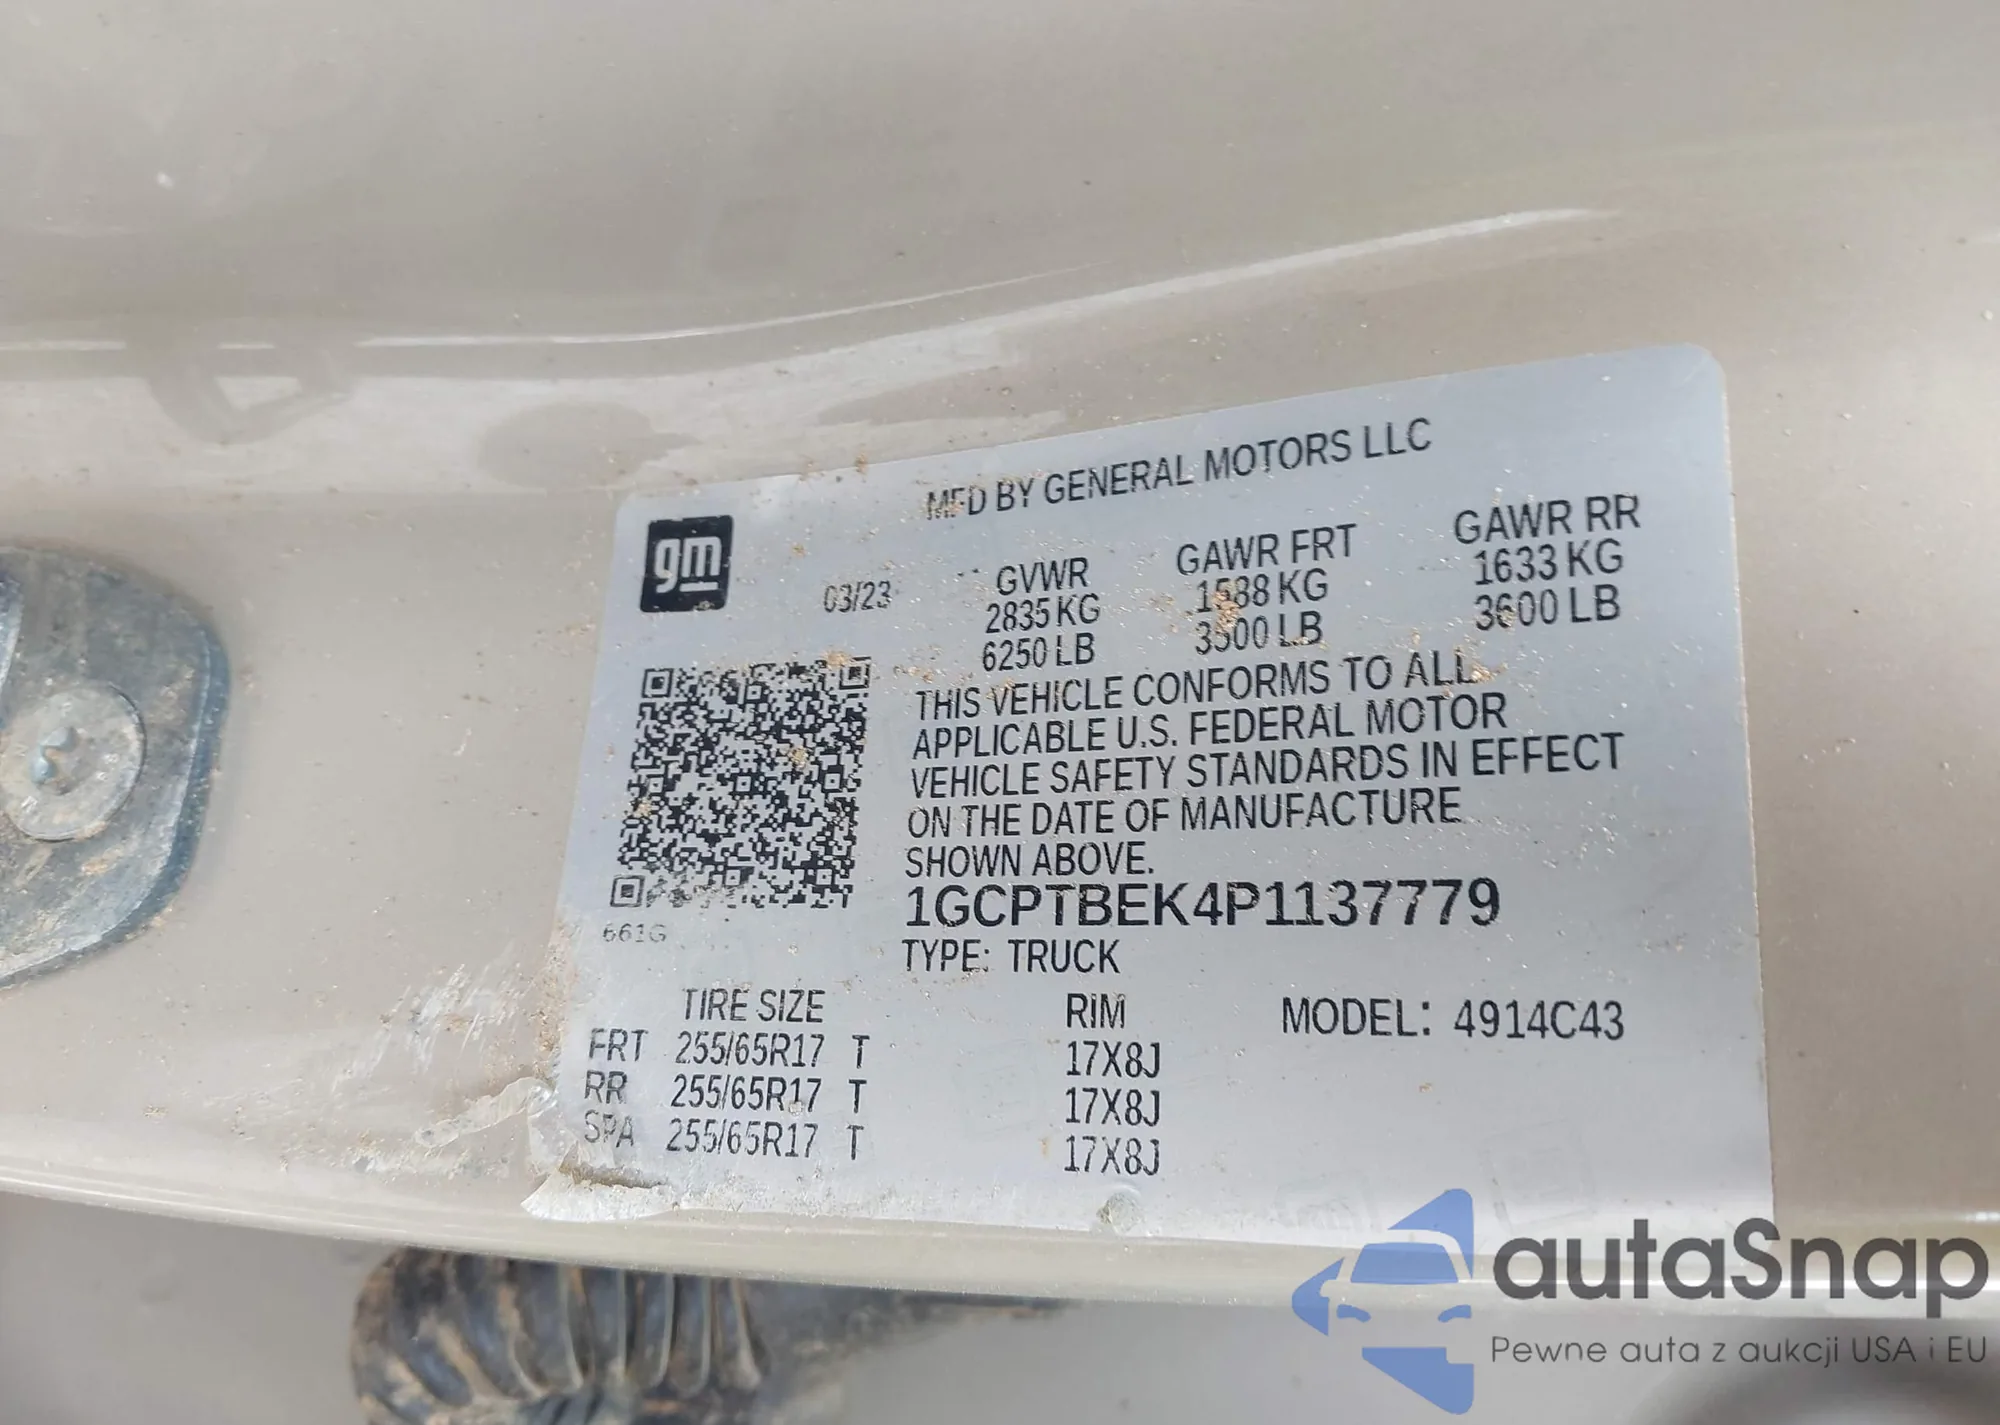 MFD BY GENERAL MOTORS LLC
gm
03/23 GVWR GAWR FRT GAWR RR
2835 KG 1588 KG 1633 KG
6250 LB 3500 LB 3600 LB
THIS VEHICLE CONFORMS TO ALL
APPLICABLE U.S. FEDERAL MOTOR
VEHICLE SAFETY STANDARDS IN EFFECT
ON THE DATE OF MANUFACTURE
SHOWN ABOVE.
1GCPTBEK4P1137779
661G
TYPE: TRUCK
TIRE SIZE RIM MODEL: 4914C43
FRT 255/65R17 T 17X8J
RR 255/65R17 T 17X8J
SPA 255/65R17 T 17X8J
autaSnap
Pewne auta z aukcji USA i EU